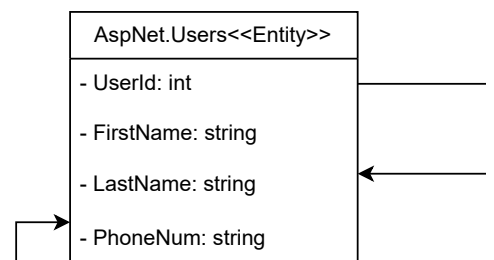 AspNet.Users<<Entity>>
- UserId: int
- FirstName: string
- LastName: string
- PhoneNum: string